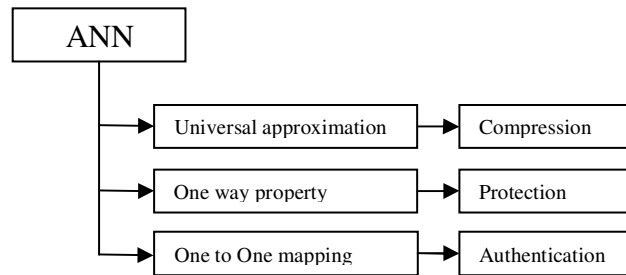 ANN
Universal approximation
Compression
One way property
Protection
One to One mapping
Authentication